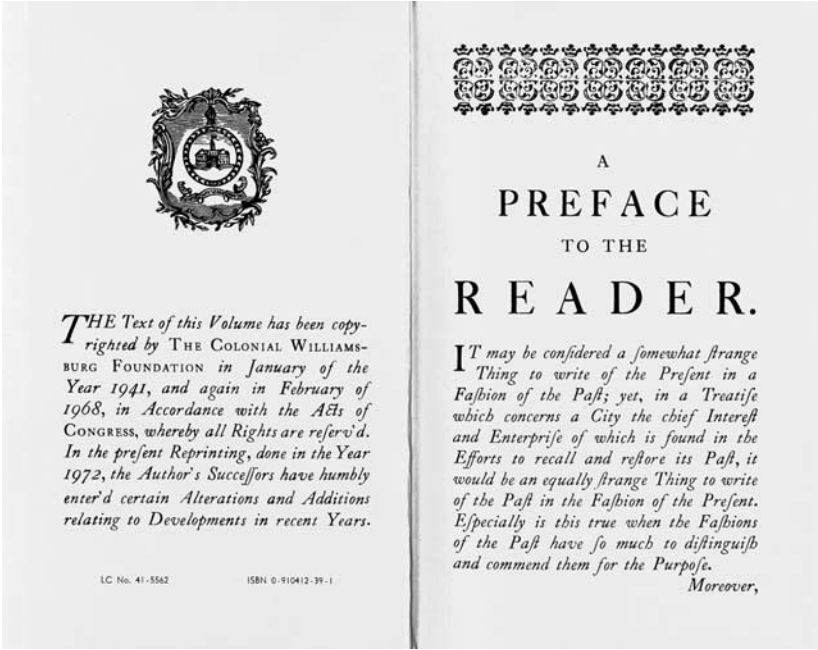 THE Text of this Volume has been copy-
righted by THE COLONIAL WILLIAMS-
BURG FOUNDATION in January of the
Year 1941, and again in February of
1968, in Accordance with the Acts of
CONGRESS, whereby all Rights are reſerv'd.
In the preſent Reprinting, done in the Year
1972, the Author's Succeſſors have humbly
enter'd certain Alterations and Additions
relating to Developments in recent Years.
LC No. 41-5562 ISBN 0-910412-39-1
A
PREFACE
TO THE
READER.
IT may be conſidered a ſomewhat ſtrange
Thing to write of the Preſent in a
Faſhion of the Paſt; yet, in a Treatiſe
which concerns a City the chief Intereſt
and Enterpriſe of which is found in the
Efforts to recall and reſtore its Paſt, it
would be an equally ſtrange Thing to write
of the Paſt in the Faſhion of the Preſent.
Eſpecially is this true when the Faſhions
of the Paſt have ſo much to diſtinguiſh
and commend them for the Purpoſe.
Moreover,